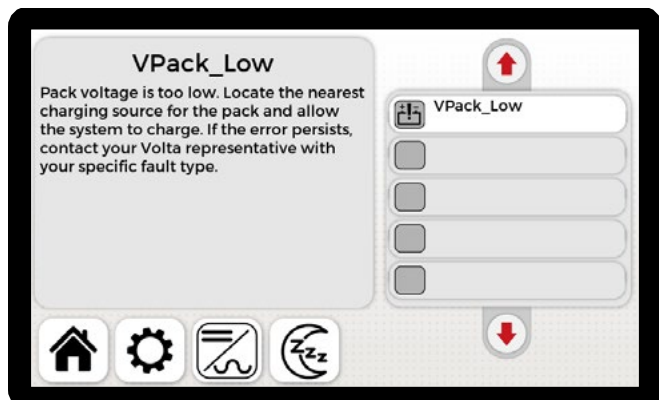 VPack_Low
Pack voltage is too low. Locate the nearest
charging source for the pack and allow
the system to charge. If the error persists,
contact your Volta representative with
your specific fault type.
VPack_Low
zzz